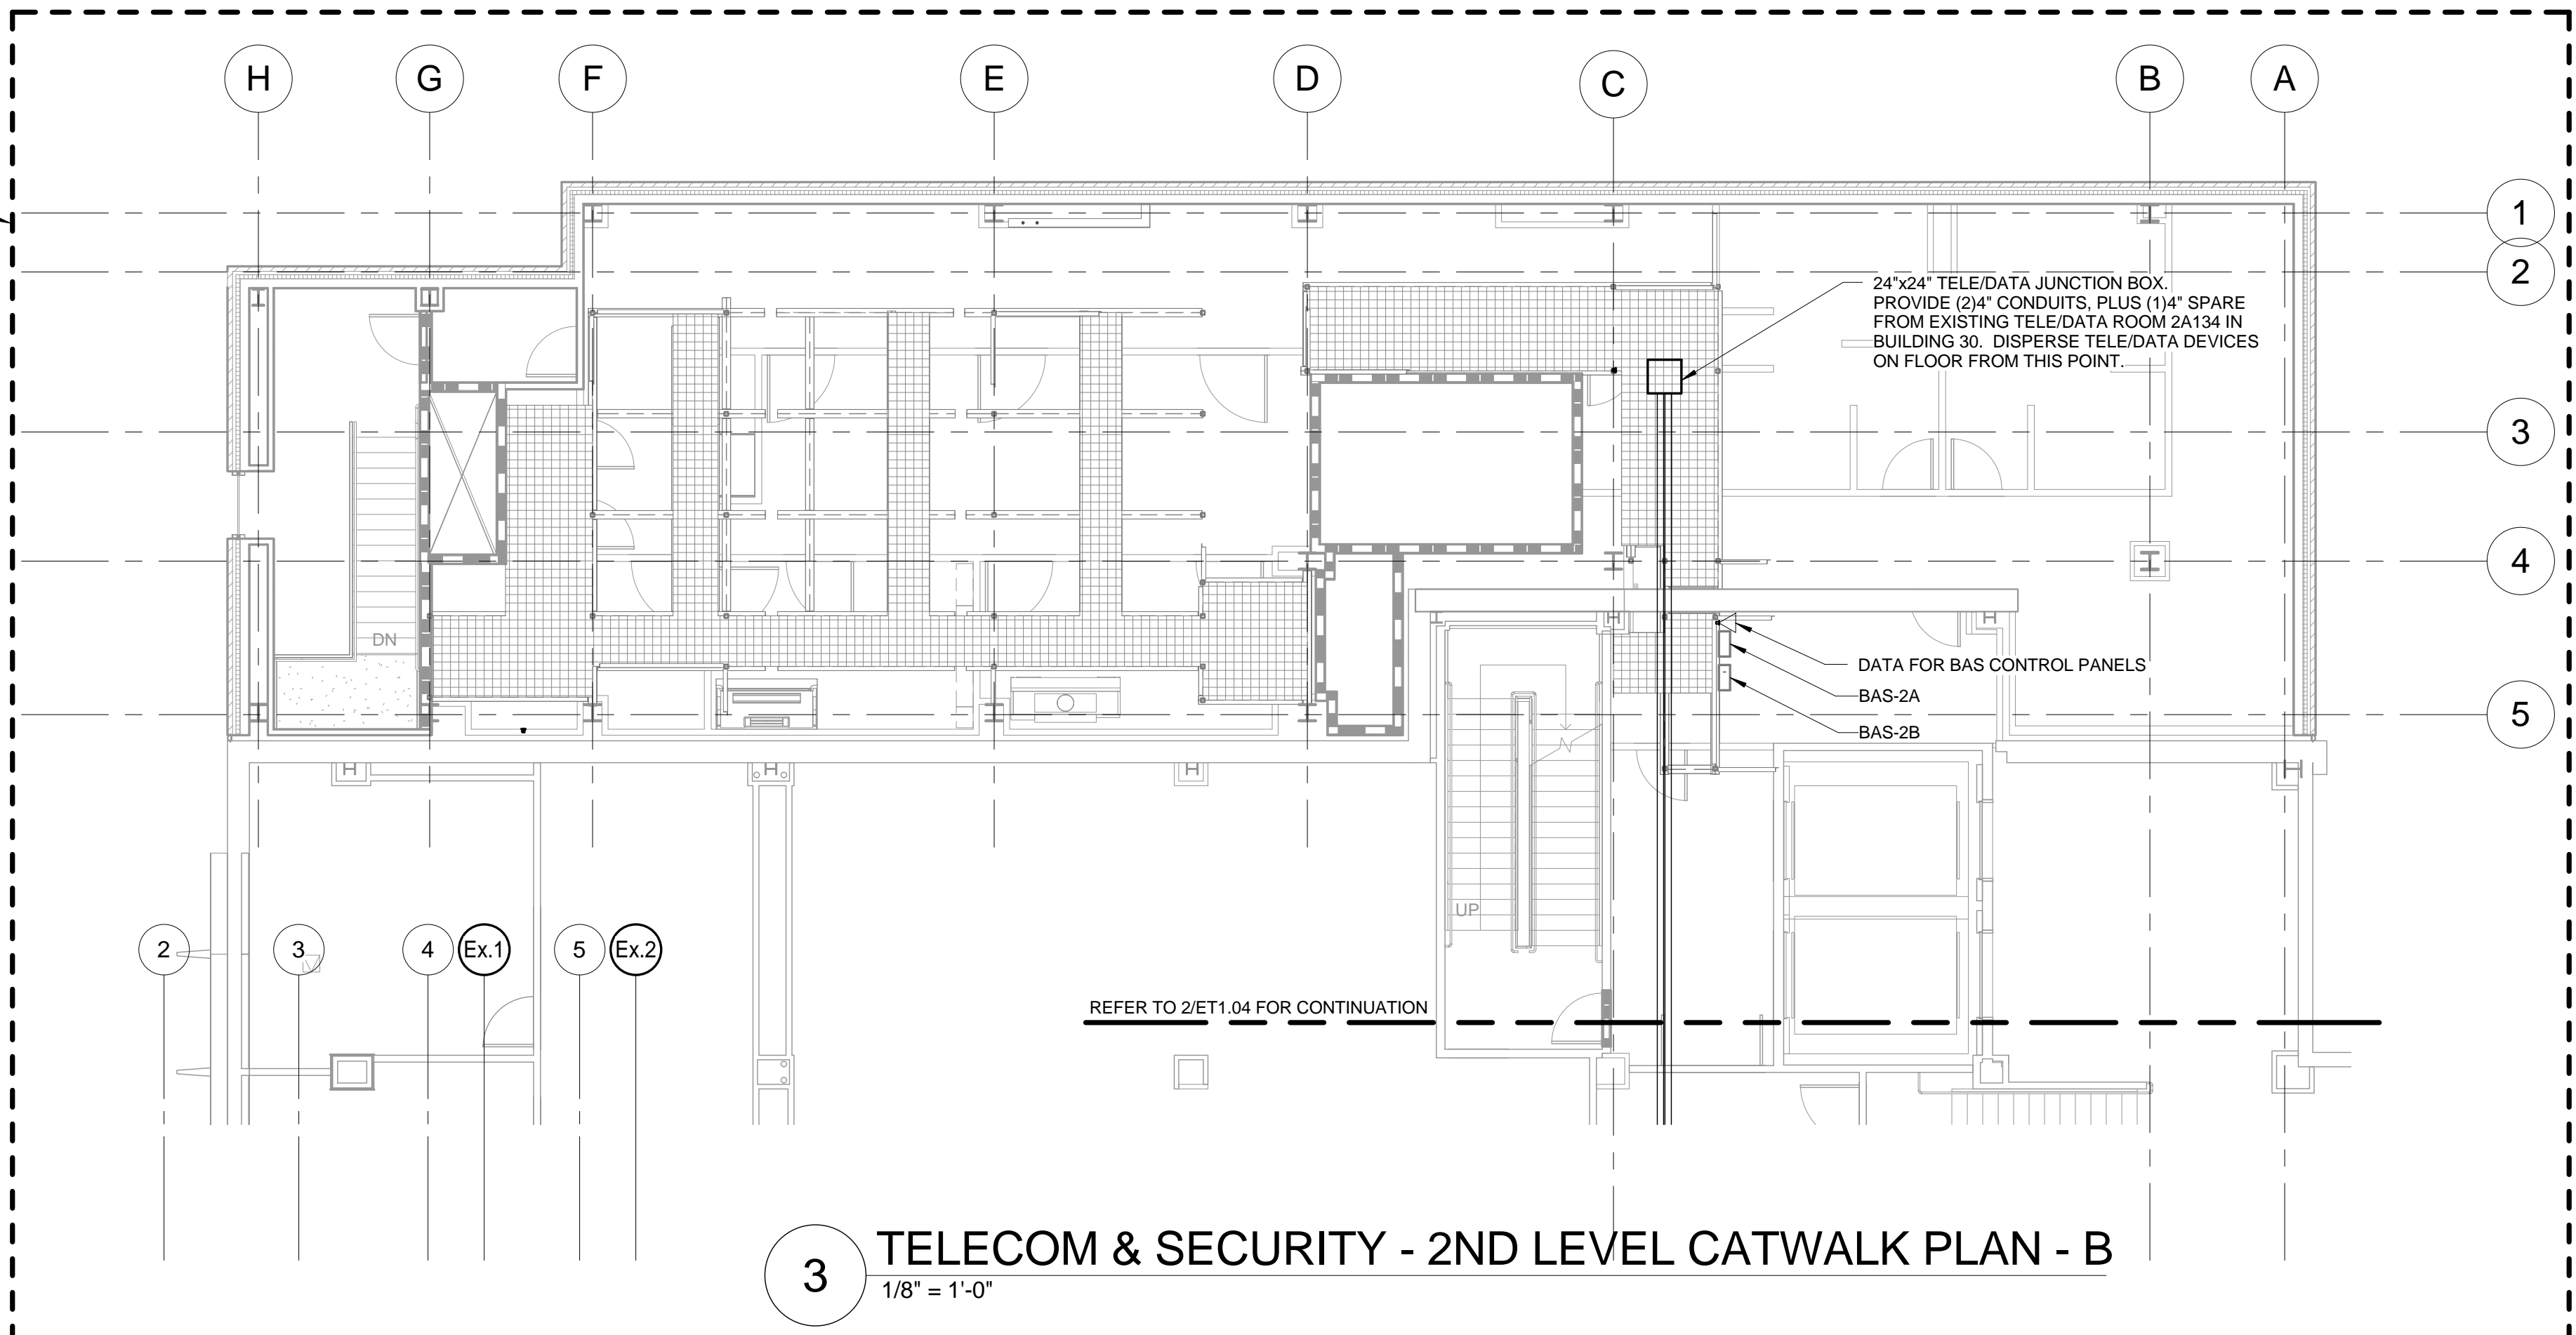 H G F E D C B A
1
2
24"x24" TELE/DATA JUNCTION BOX.
PROVIDE (2)4" CONDUITS, PLUS (1)4" SPARE
FROM EXISTING TELE/DATA ROOM 2A134 IN
BUILDING 30.  DISPERSE TELE/DATA DEVICES
ON FLOOR FROM THIS POINT.
3
4
DN
DATA FOR BAS CONTROL PANELS
BAS-2A
5
BAS-2B
UP
2 3 4 Ex.1 5 Ex.2
REFER TO 2/ET1.04 FOR CONTINUATION
3
TELECOM & SECURITY - 2ND LEVEL CATWALK PLAN - B
1/8" = 1'-0"